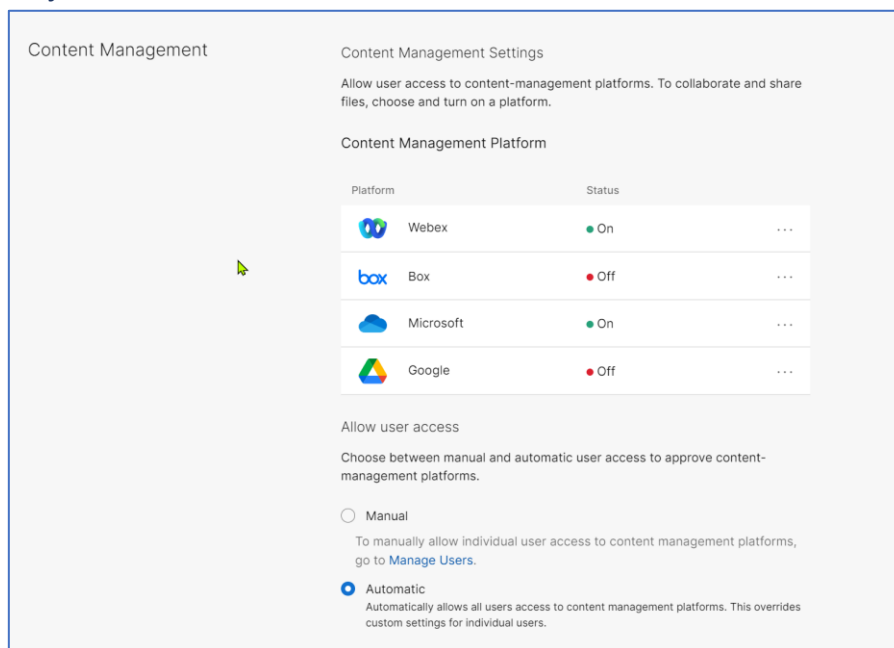 Content Management
Content Management Settings
Allow user access to content-management platforms. To collaborate and share
files, choose and turn on a platform.
Content Management Platform
Platform Status
Webex On ...
box Box Off ...
Microsoft On ...
Google Off ...
Allow user access
Choose between manual and automatic user access to approve content-
management platforms.
Manual
To manually allow individual user access to content management platforms,
go to Manage Users.
Automatic
Automatically allows all users access to content management platforms. This overrides
custom settings for individual users.